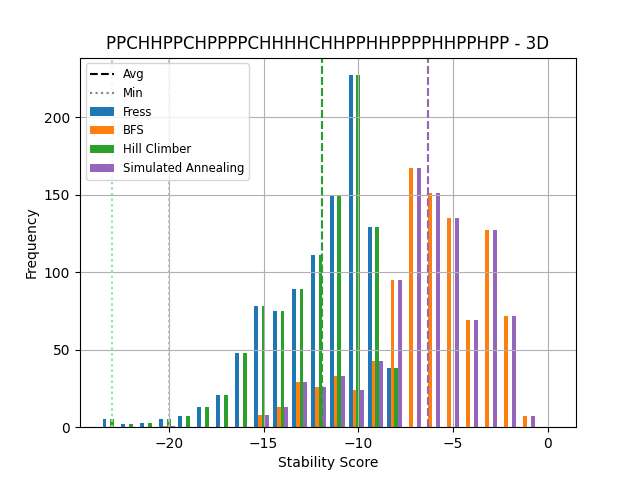 PPCHHPPCHPPPPCHHHHCHHPPHHPPPPHHPPHPP - 3D
Avg
Min
Fress
BFS
Hill Climber
Simulated Annealing
Frequency
200
150
100
50
0
−20
−15
−10
−5
0
Stability Score